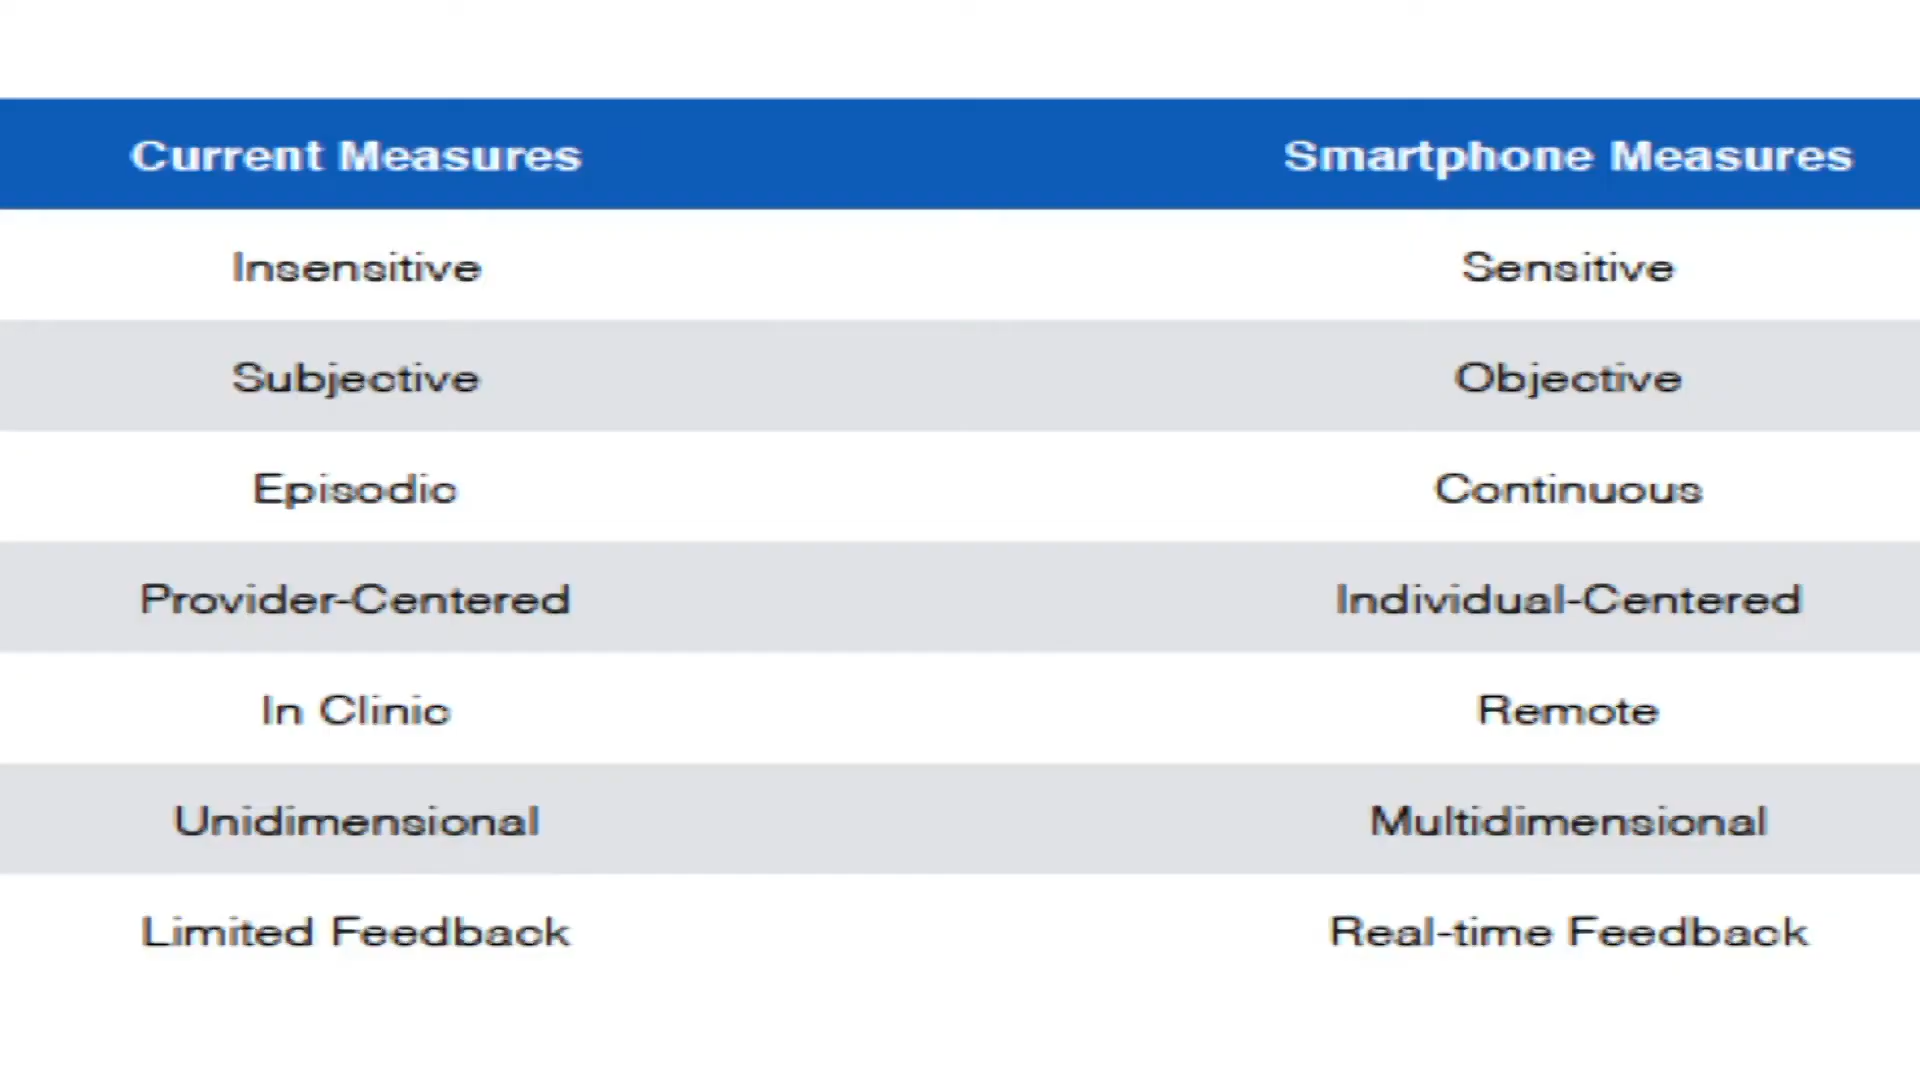 Current Measures Smartphone Measures
Insensitive Sensitive
Subjective Objective
Episodic Continuous
Provider-Centered Individual-Centered
In Clinic Remote
Unidimensional Multidimensional
Limited Feedback Real-time Feedback